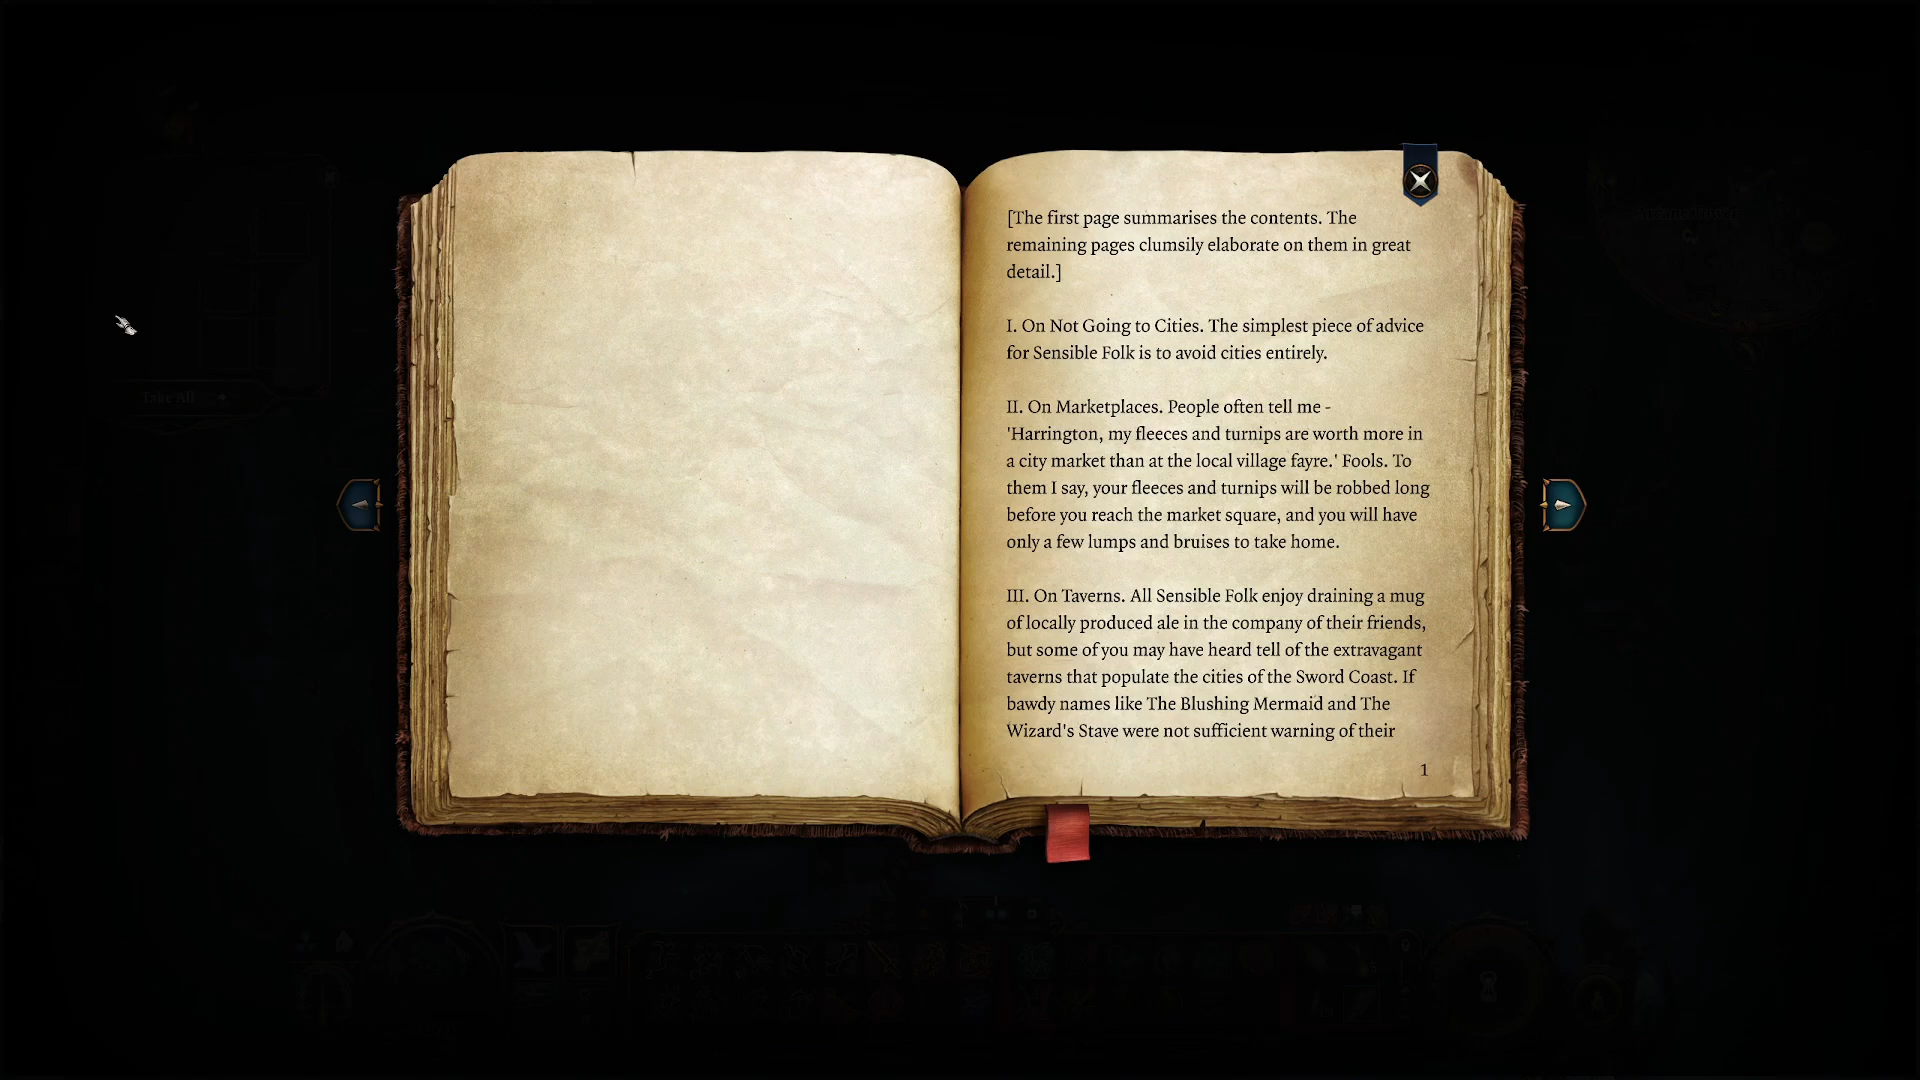 [The first page summarises the contents. The
remaining pages clumsily elaborate on them in great
detail.]
I. On Not Going to Cities. The simplest piece of advice
for Sensible Folk is to avoid cities entirely.
II. On Marketplaces. People often tell me -
'Harrington, my fleeces and turnips are worth more in
a city market than at the local village fayre.' Fools. To
them I say, your fleeces and turnips will be robbed long
before you reach the market square, and you will have
only a few lumps and bruises to take home.
III. On Taverns. All Sensible Folk enjoy draining a mug
of locally produced ale in the company of their friends,
but some of you may have heard tell of the extravagant
taverns that populate the cities of the Sword Coast. If
bawdy names like The Blushing Mermaid and The
Wizard's Stave were not sufficient warning of their
1
Take All